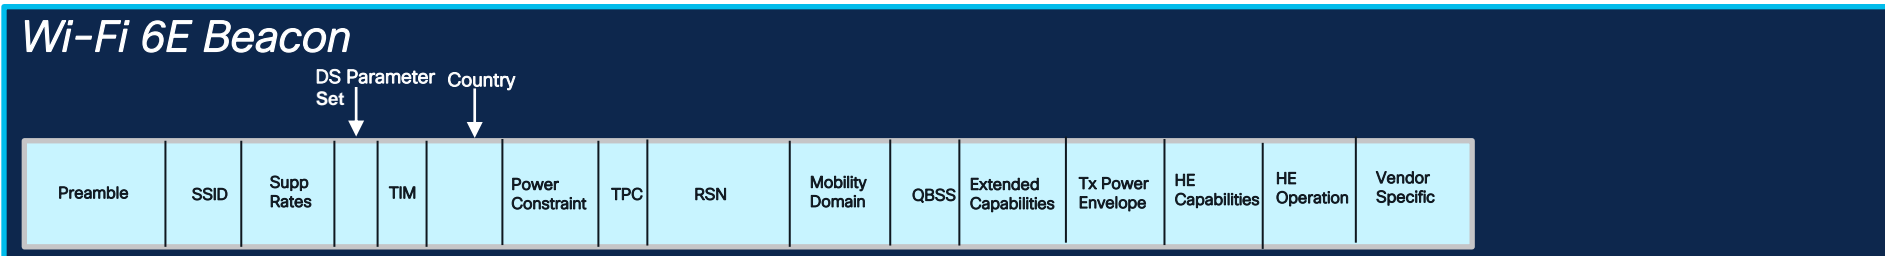 Wi-Fi 6E Beacon
DS Parameter
Set
Country
Preamble
SSID
Supp
Rates
TIM
Power
Constraint
TPC
RSN
Mobility
Domain
QBSS
Extended
Capabilities
Tx Power
Envelope
HE
Capabilities
HE
Operation
Vendor
Specific